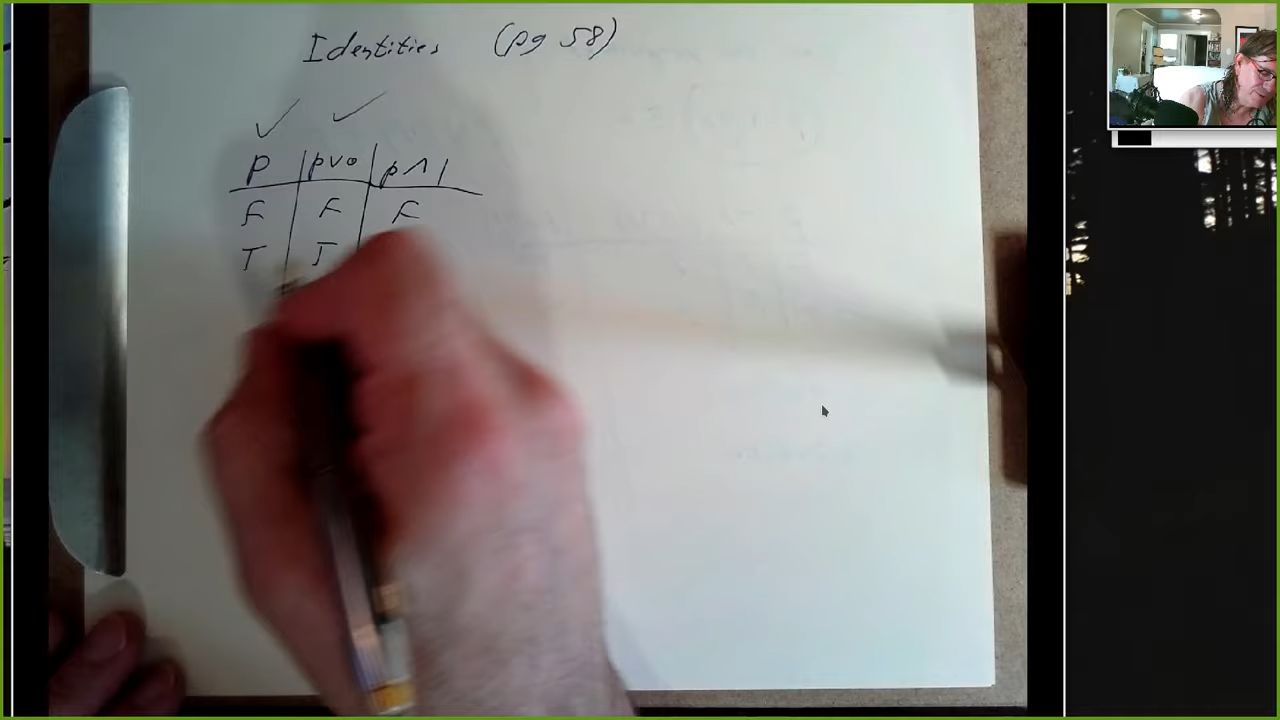 Identities (pg 58)
✓ ✓
p | p∨0 | p∧1
F | F | F
T | T |